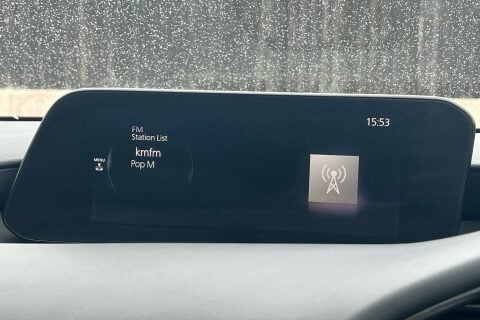 FM
Station List
15:53
kmfm
MENU
Pop M